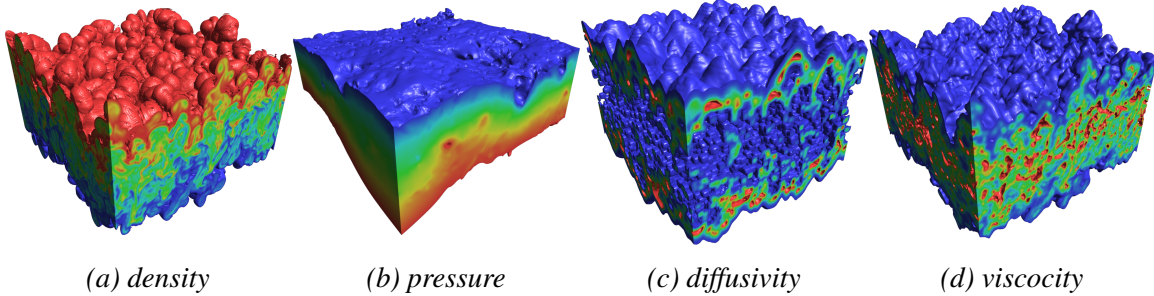 (a) density
(b) pressure
(c) diffusivity
(d) viscocity